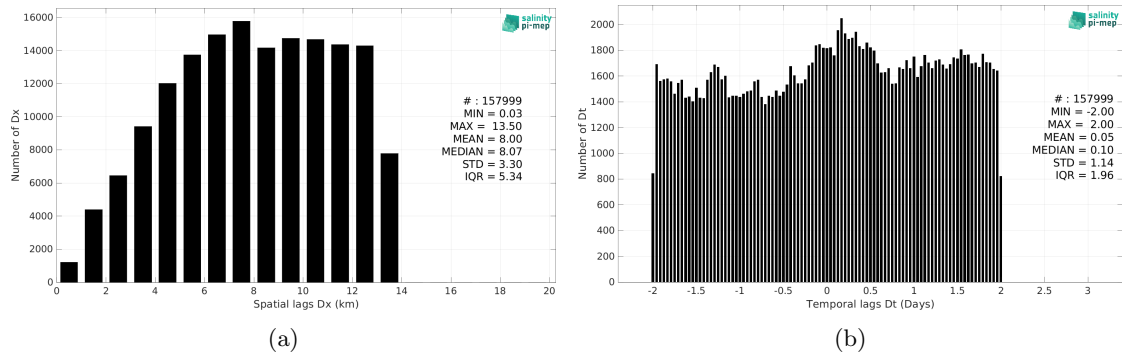 salinity
pi-mep
16000
14000
12000
10000
8000
6000
4000
2000
0
Number of Dx
# : 157999
MIN = 0.03
MAX = 13.50
MEAN = 8.00
MEDIAN = 8.07
STD = 3.30
IQR = 5.34
0 2 4 6 8 10 12 14 16 18 20
Spatial lags Dx (km)
(a)
salinity
pi-mep
2000
1800
1600
1400
1200
1000
800
600
400
200
0
Number of Dt
# : 157999
MIN = -2.00
MAX = 2.00
MEAN = 0.05
MEDIAN = 0.10
STD = 1.14
IQR = 1.96
-2 -1.5 -1 -0.5 0 0.5 1 1.5 2 2.5 3
Temporal lags Dt (Days)
(b)